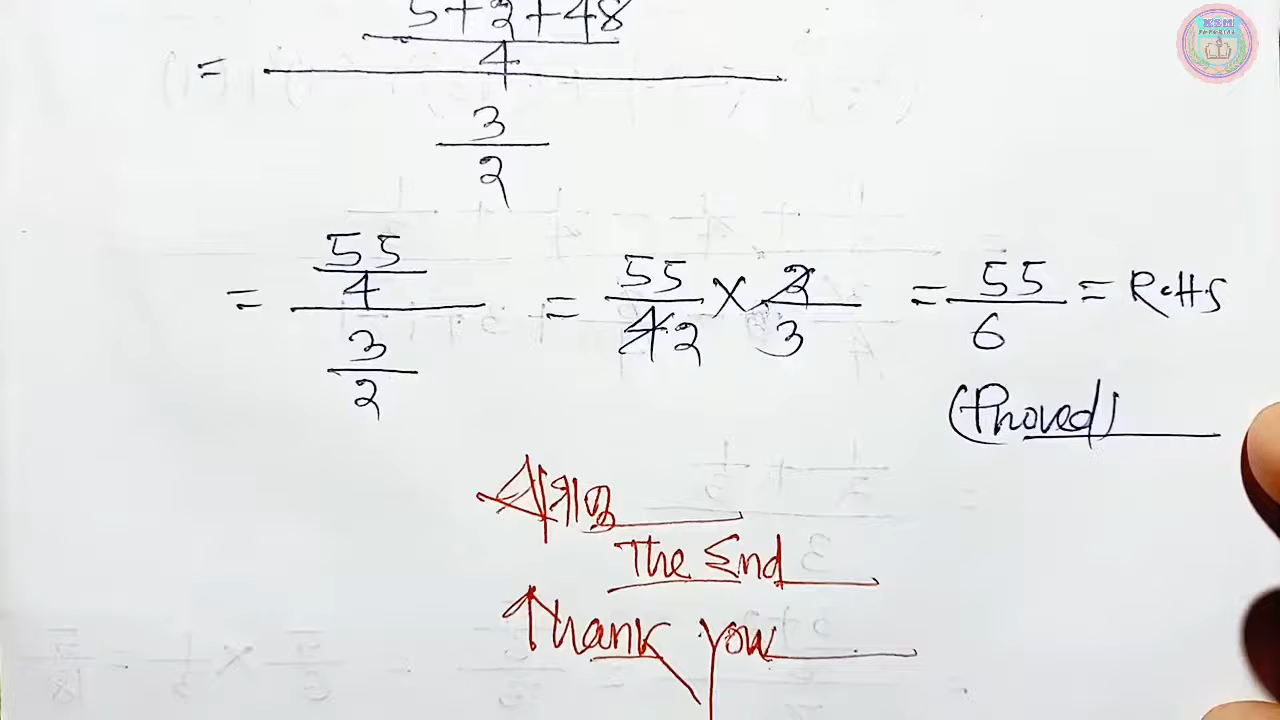 5+2+48
= 4
3
2
= 55/4 / 3/2 = 55/42 × 2/3 = 55/6 = R.H.S
(Proved)
The End
Thank you
KSM